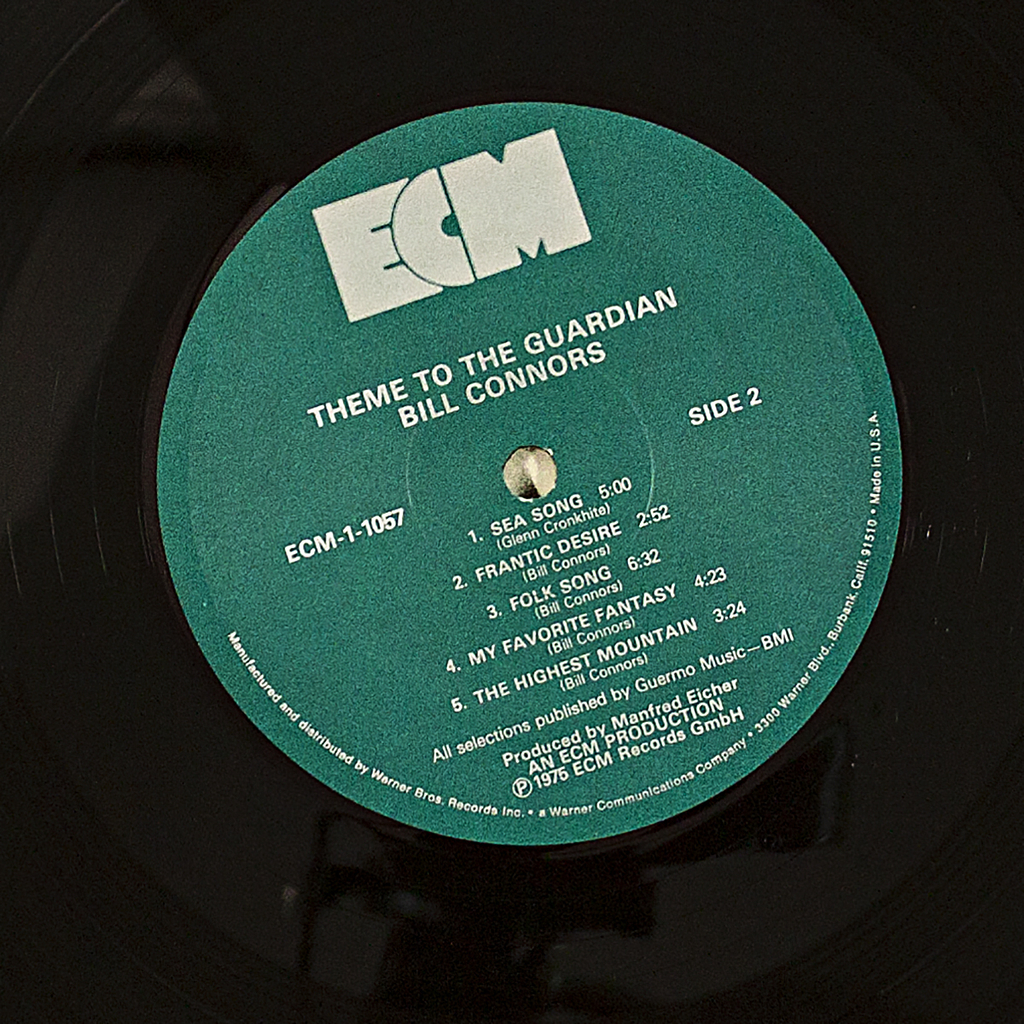 ECM
THEME TO THE GUARDIAN
BILL CONNORS
SIDE 2
ECM-1-1057
1. SEA SONG 5:00
(Glenn Cronkhite)
2. FRANTIC DESIRE 2:52
(Bill Connors)
3. FOLK SONG 6:32
(Bill Connors)
4. MY FAVORITE FANTASY 4:23
(Bill Connors)
5. THE HIGHEST MOUNTAIN 3:24
(Bill Connors)
All selections published by Guermo Music—BMI
Produced by Manfred Eicher
AN ECM PRODUCTION
℗ 1975 ECM Records GmbH
Manufactured and distributed by Warner Bros. Records Inc. • a Warner Communications Company • 3300 Warner Blvd., Burbank, Calif. 91510 • Made in U.S.A.